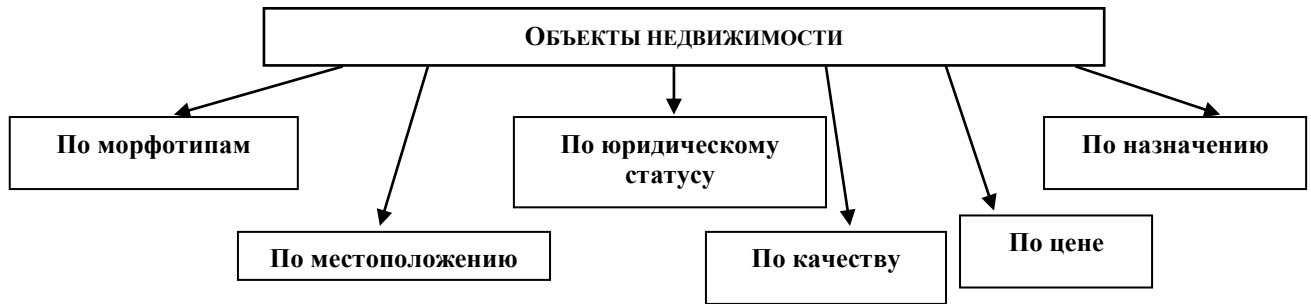 ОБЪЕКТЫ НЕДВИЖИМОСТИ
По морфотипам
По юридическому
статусу
По назначению
По местоположению
По качеству
По цене